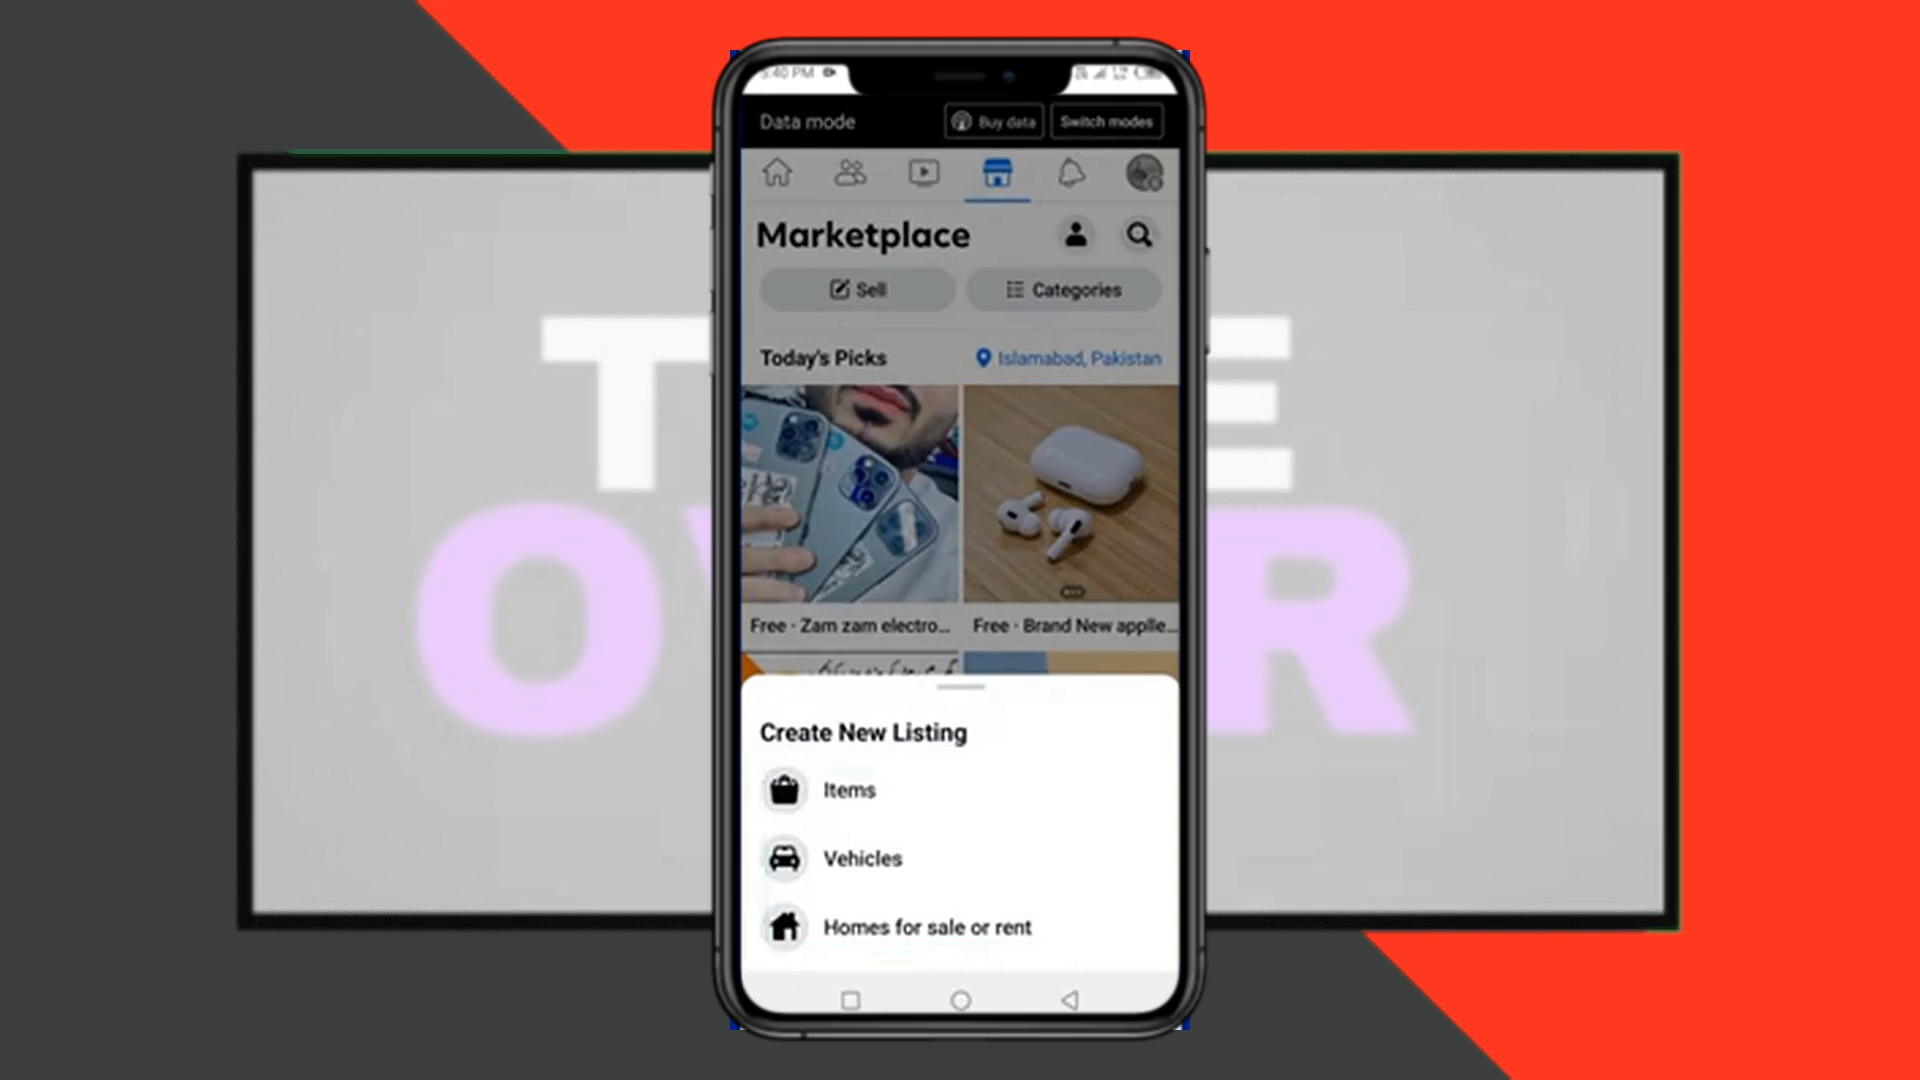 5:40 PM
Data mode
Buy data
Switch modes
Marketplace
Sell
Categories
Today's Picks
Islamabad, Pakistan
Free · Zam zam electro...
Free · Brand New applle...
Create New Listing
Items
Vehicles
Homes for sale or rent